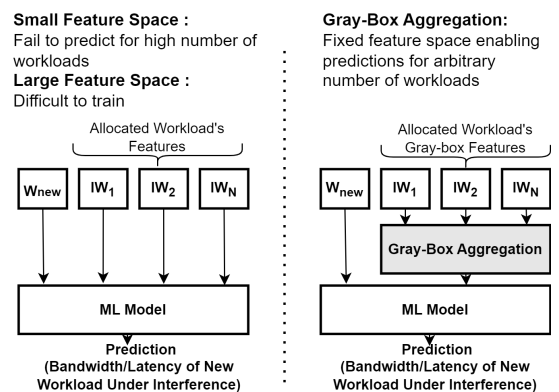 Small Feature Space :
Fail to predict for high number of
workloads
Large Feature Space :
Difficult to train
Allocated Workload's
Features
Wnew
IW1
IW2
IWN
ML Model
Prediction
(Bandwidth/Latency of New
Workload Under Interference)
Gray-Box Aggregation:
Fixed feature space enabling
predictions for arbitrary
number of workloads
Allocated Workload's
Gray-box Features
Wnew
IW1
IW2
IWN
Gray-Box Aggregation
ML Model
Prediction
(Bandwidth/Latency of New
Workload Under Interference)